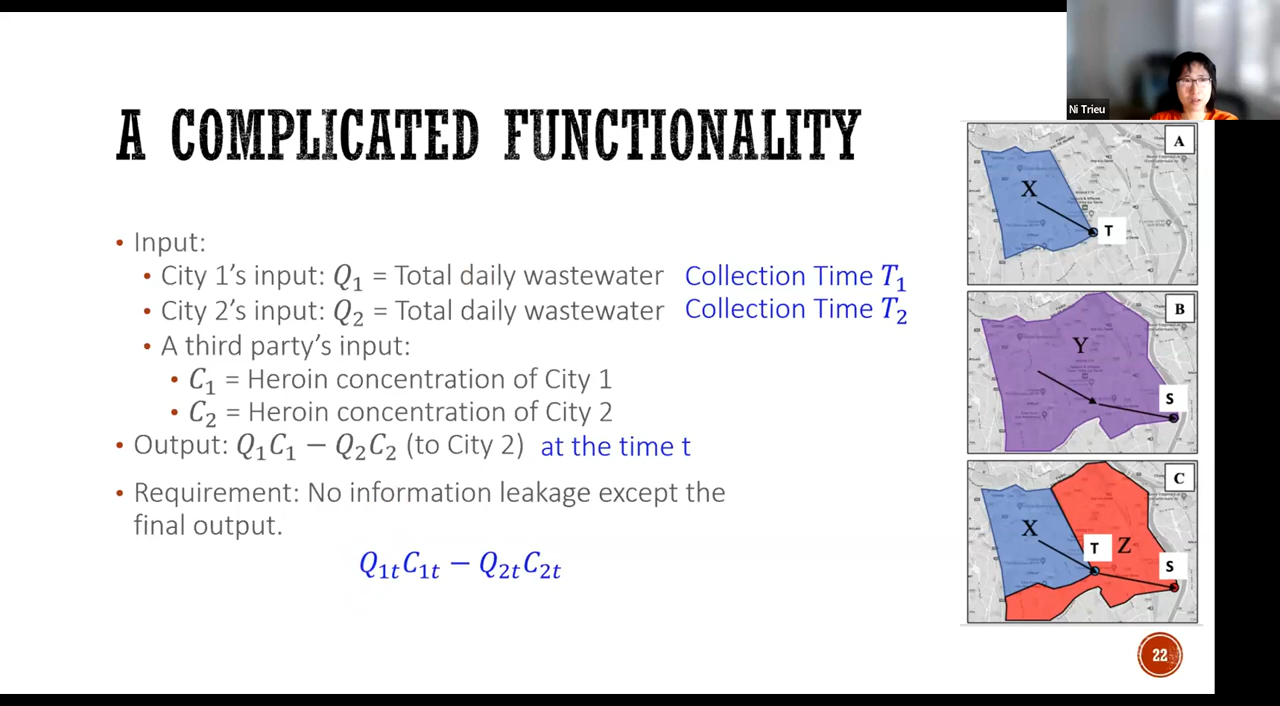 Ni Trieu
A COMPLICATED FUNCTIONALITY
• Input:
• City 1's input: Q₁ = Total daily wastewater Collection Time T₁
• City 2's input: Q₂ = Total daily wastewater Collection Time T₂
• A third party's input:
• C₁ = Heroin concentration of City 1
• C₂ = Heroin concentration of City 2
• Output: Q₁C₁ − Q₂C₂ (to City 2) at the time t
• Requirement: No information leakage except the
final output.
Q₁ₜC₁ₜ − Q₂ₜC₂ₜ
A
X
T
B
Y
S
C
X
T
Z
S
22